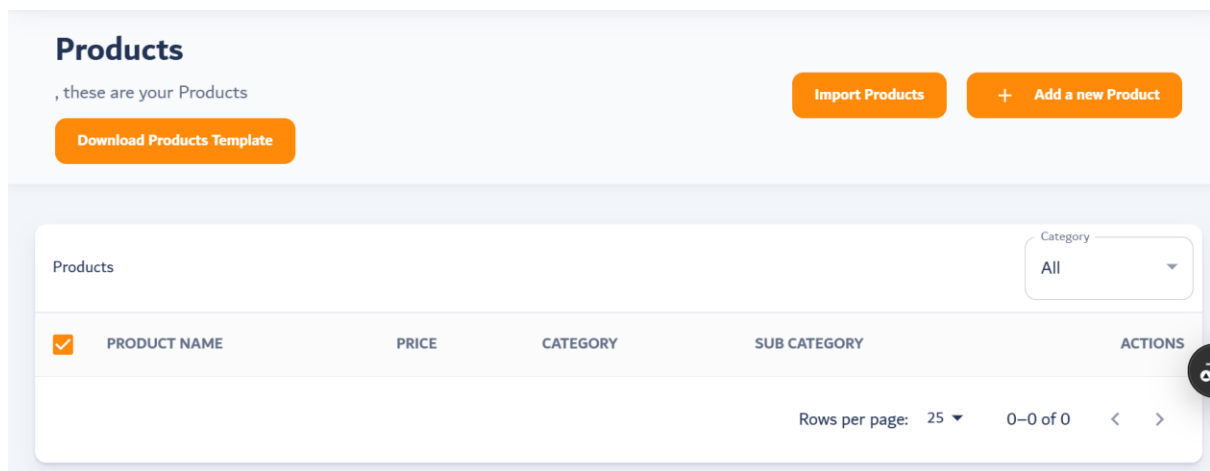 Products
, these are your Products
Import Products
+ Add a new Product
Download Products Template
Category
Products
All
PRODUCT NAME PRICE CATEGORY SUB CATEGORY ACTIONS
Rows per page: 25 0–0 of 0 < >